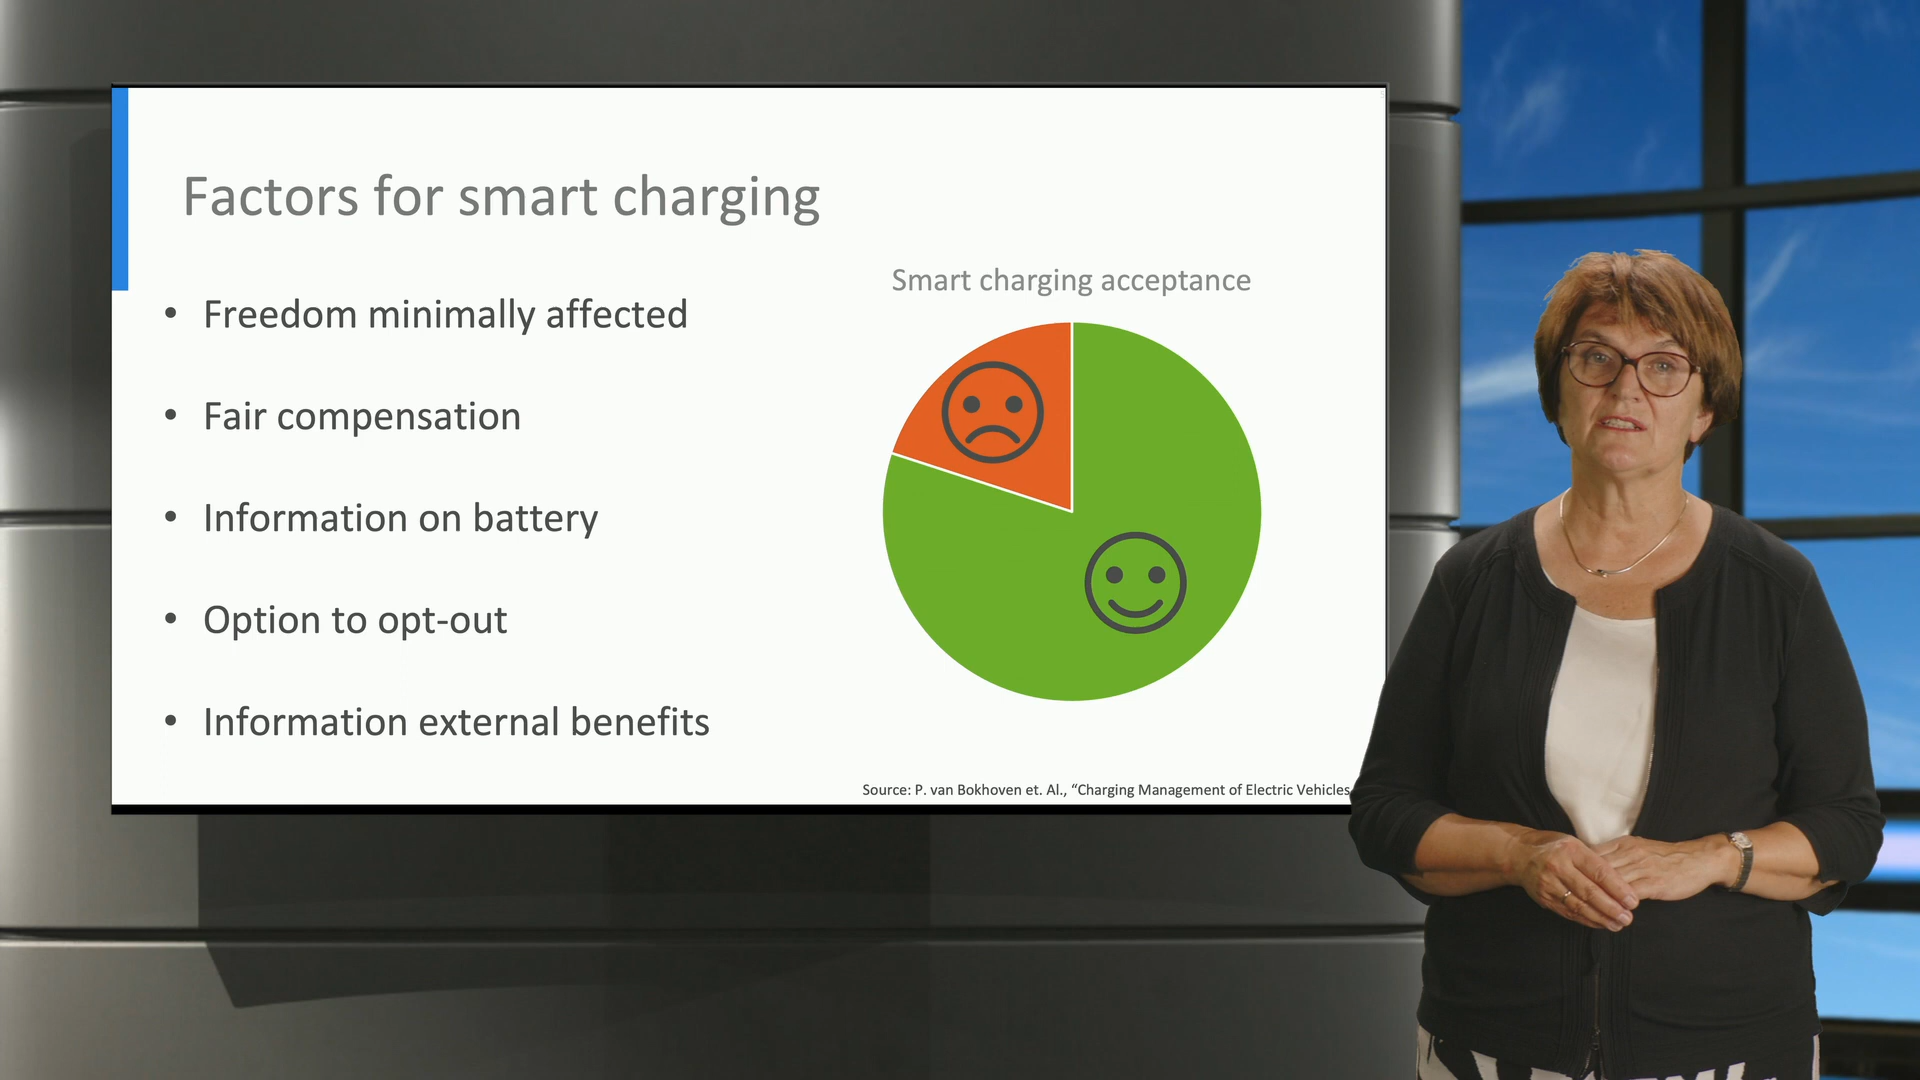 Factors for smart charging
• Freedom minimally affected
• Fair compensation
• Information on battery
• Option to opt-out
• Information external benefits
Smart charging acceptance
Source: P. van Bokhoven et. Al., “Charging Management of Electric Vehicles